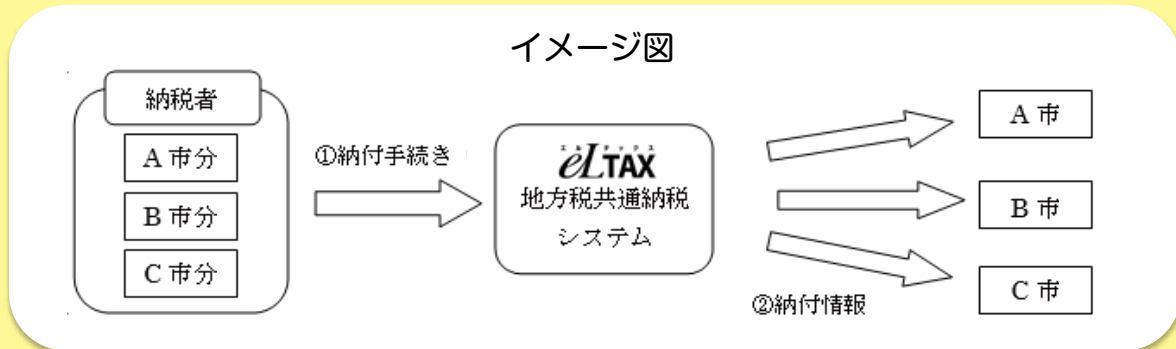 イメージ図
納税者
A 市分
B 市分
C 市分
①納付手続き
エルタックス
eLTAX
地方税共通納税
システム
②納付情報
A 市
B 市
C 市